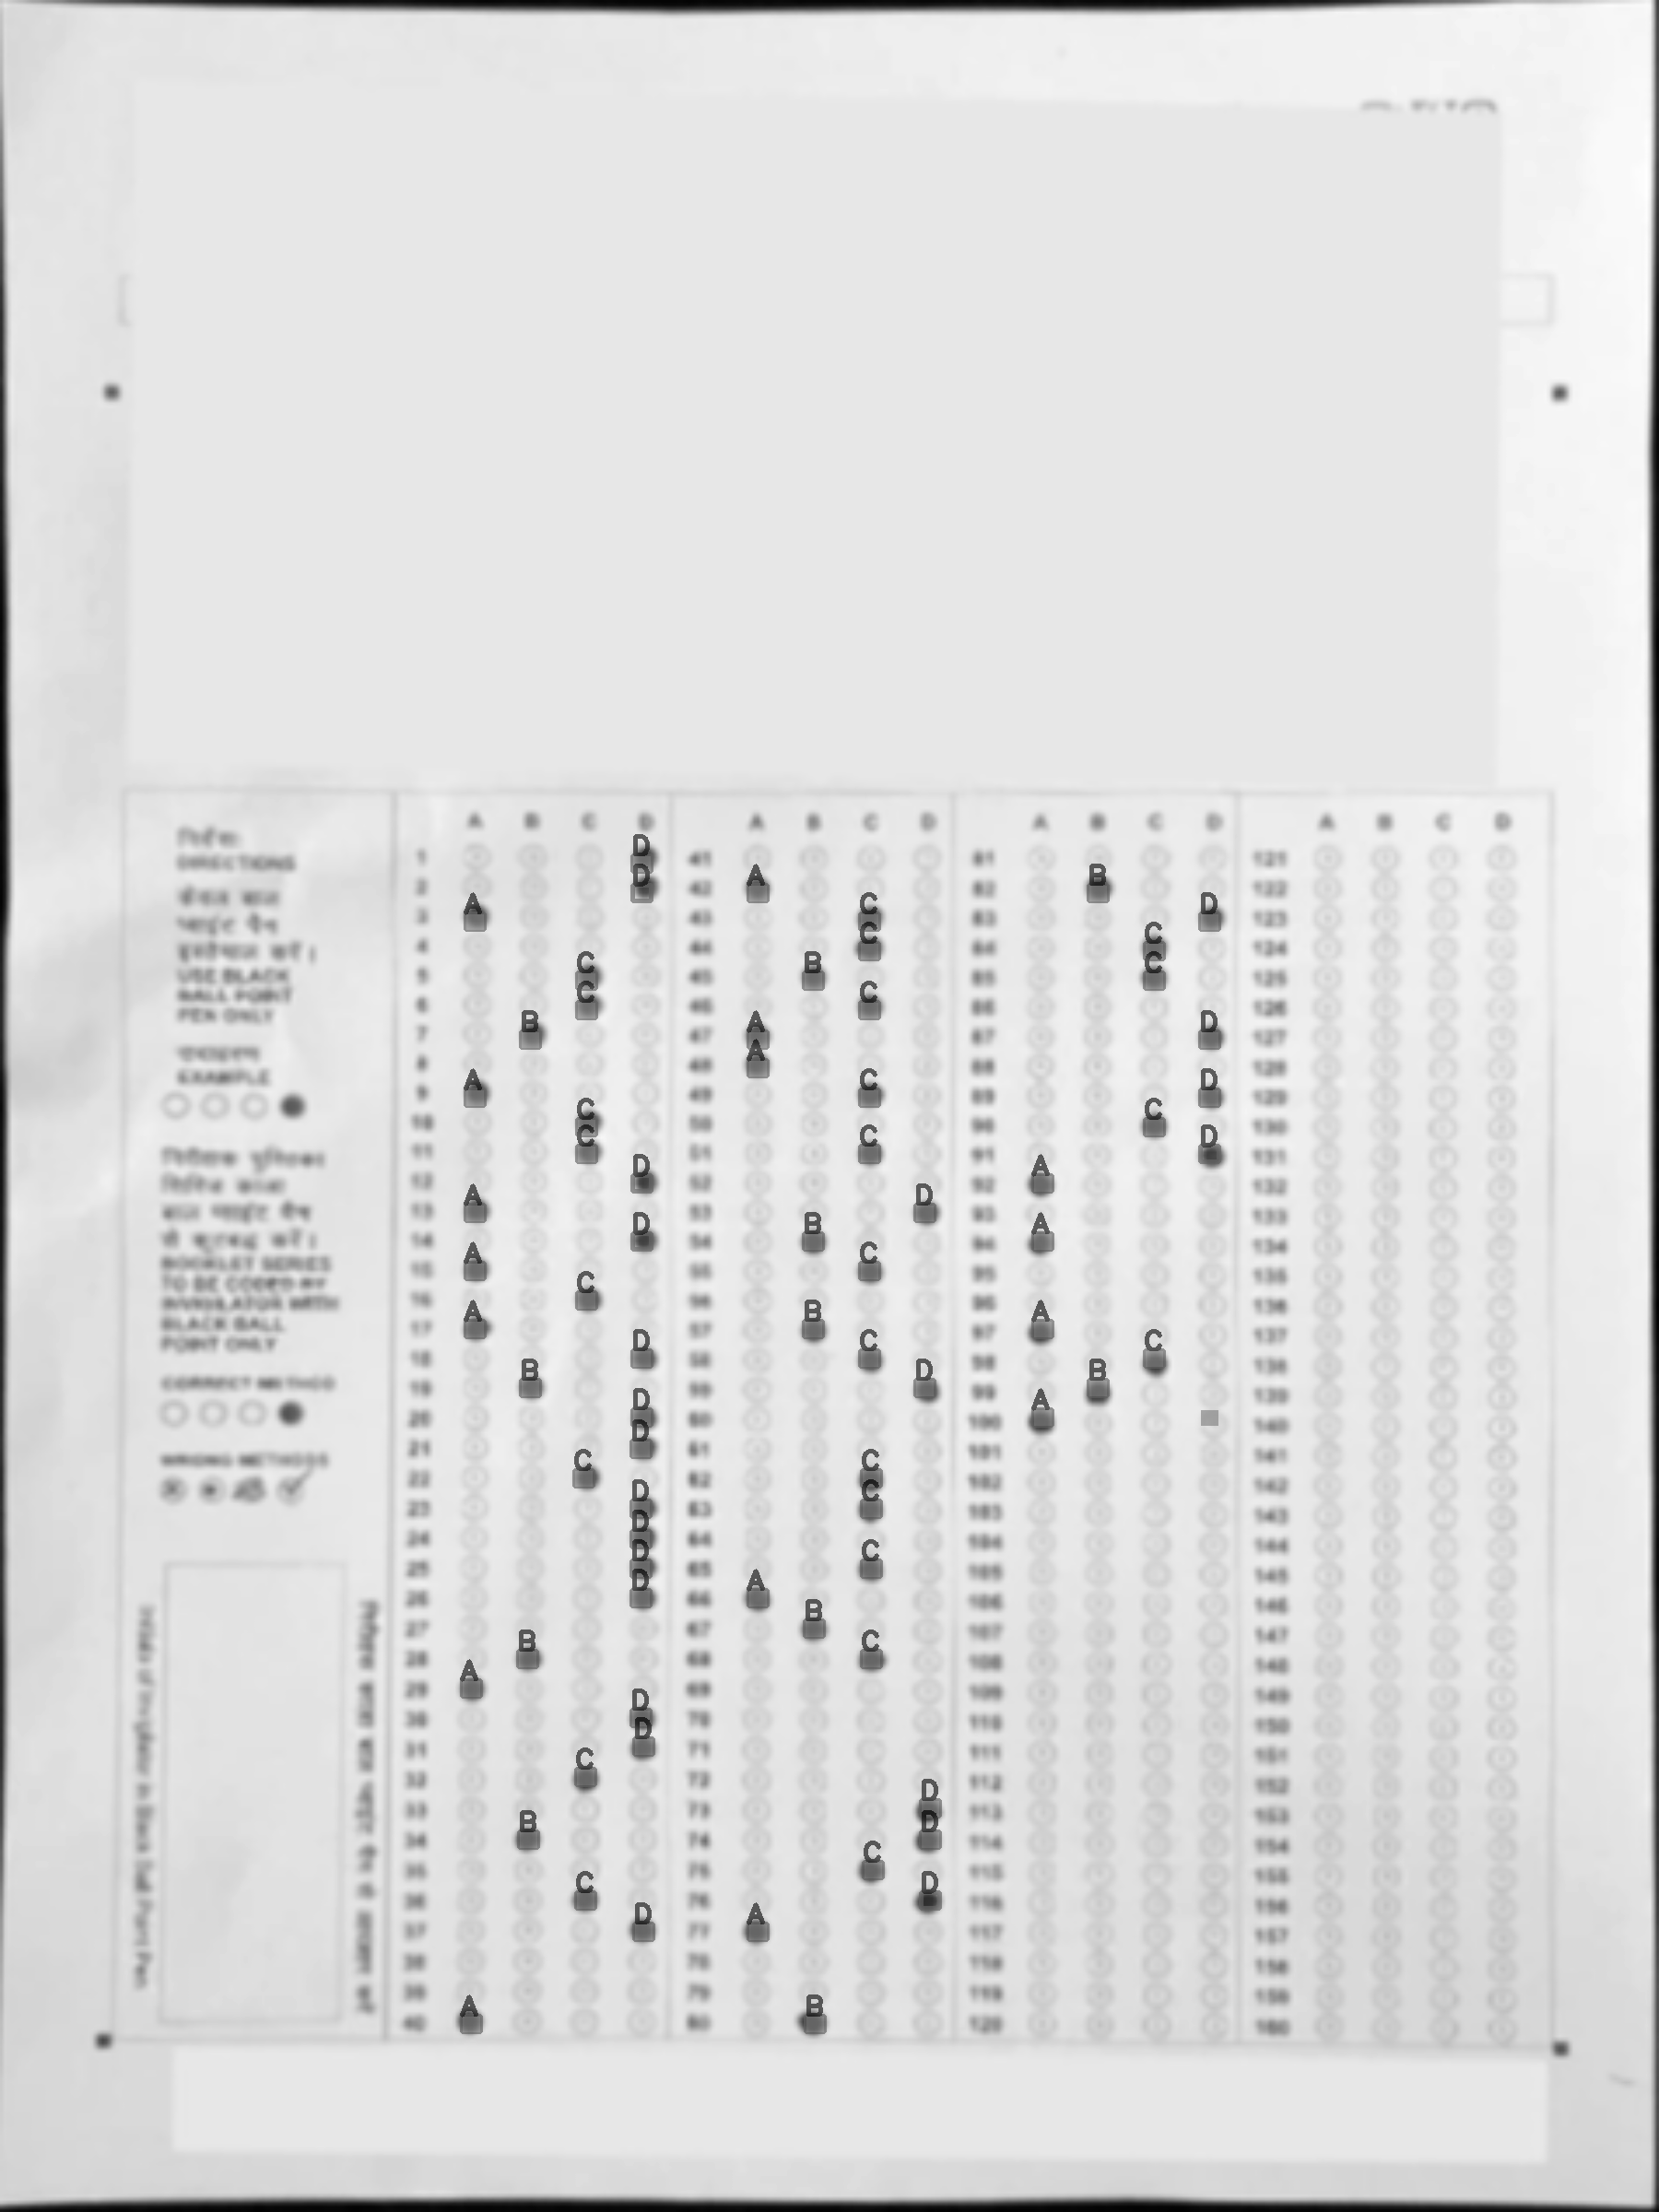 निर्देश:
DIRECTIONS
केवल काल
प्वाइंट पैन
इस्तेमाल करें।
USE BLACK
BALL POINT
PEN ONLY
उदाहरण
EXAMPLE
निरीक्षक पुस्तिका
सिरिज काला
बाल प्वाइंट पैन
से कूटबद्ध करें।
BOOKLET SERIES
TO BE CODED BY
INVIGILATOR WITH
BLACK BALL
POINT ONLY
CORRECT METHOD
WRONG METHODS
Initials of Invigilator in Black Ball Point Pen
A B C D A B C D A B C D A B C D
1 D 41 81 121
2 D 42 A 82 B 122
3 A 43 C 83 D 123
4 44 C 84 C 124
5 C 45 B 85 C 125
6 C 46 C 86 126
7 B 47 A 87 D 127
8 48 A 88 128
9 A 49 C 89 D 129
10 C 50 90 C 130
11 C 51 C 91 D 131
12 D 52 92 A 132
13 A 53 D 93 133
14 D 54 B 94 A 134
15 A 55 C 95 135
16 C 56 96 136
17 A 57 B 97 A 137
18 D 58 C 98 C 138
19 B 59 D 99 B 139
20 D 60 100 A 140
21 D 61 101 141
22 C 62 C 102 142
23 D 63 C 103 143
24 D 64 104 144
25 D 65 C 105 145
26 D 66 A 106 146
27 67 B 107 147
28 B 68 C 108 148
29 A 69 109 149
30 D 70 110 150
31 D 71 111 151
32 C 72 112 152
33 73 D 113 153
34 B 74 D 114 154
35 75 C 115 155
36 C 76 D 116 156
37 D 77 A 117 157
38 78 118 158
39 79 119 159
40 A 80 B 120 160